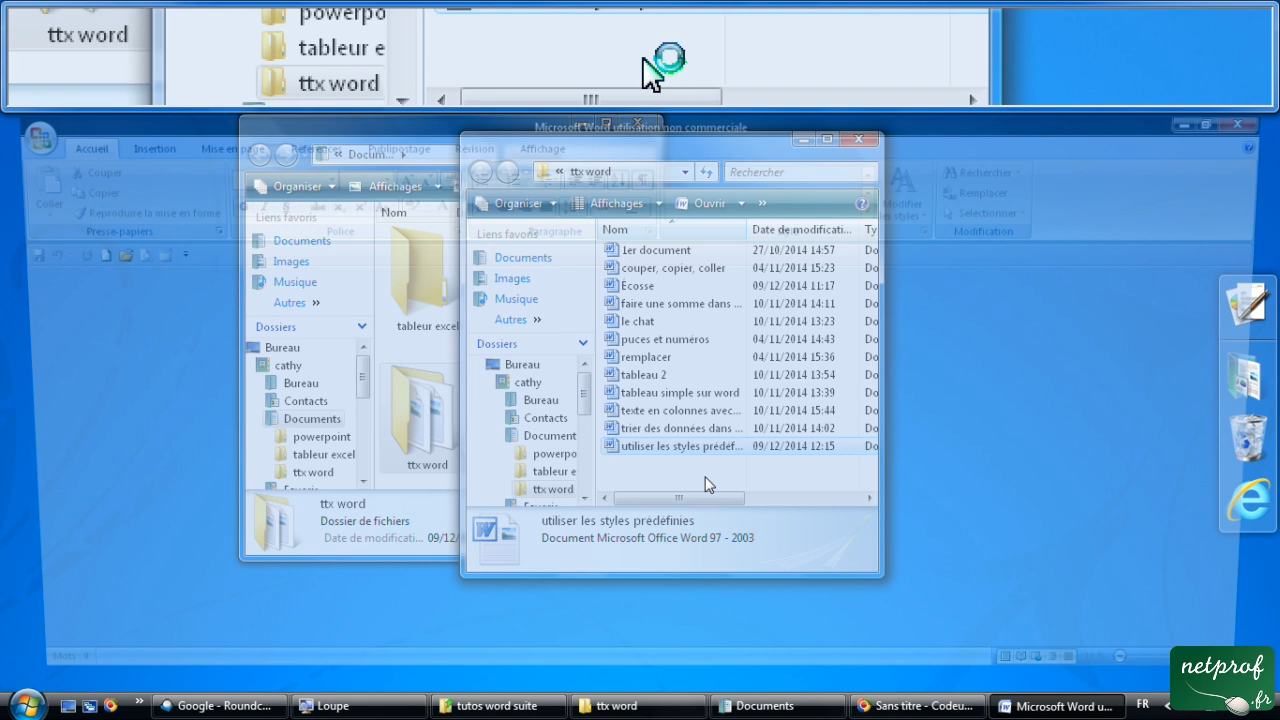 ttx word
powerpo
tableur e
ttx word
Microsoft Word utilisation non commerciale
Accueil Insertion Mise en page Références Publipostage Révision Affichage
Couper
Copier
Reproduire la mise en forme
Coller
Presse-papiers
Police
Paragraphe
Modifier
les styles
Rechercher
Remplacer
Sélectionner
Modification
« Docum...
Organiser Affichages
Liens favoris
Documents
Images
Musique
Autres »
Dossiers
Bureau
cathy
Bureau
Contacts
Documents
powerpoint
tableur excel
ttx word
Nom
tableur excel
ttx word
ttx word
Dossier de fichiers
Date de modificati... 09/12/
« ttx word
Rechercher
Organiser Affichages Ouvrir »
Liens favoris
Documents
Images
Musique
Autres »
Dossiers
Bureau
cathy
Bureau
Contacts
Document
powerpo
tableur e
ttx word
Nom Date de modificati... Ty
1er document 27/10/2014 14:57 Do
couper, copier, coller 04/11/2014 15:23 Do
Écosse 09/12/2014 11:17 Do
faire une somme dans ... 10/11/2014 14:11 Do
le chat 10/11/2014 13:23 Do
puces et numéros 04/11/2014 14:43 Do
remplacer 04/11/2014 15:36 Do
tableau 2 10/11/2014 13:54 Do
tableau simple sur word 10/11/2014 13:39 Do
texte en colonnes avec... 10/11/2014 15:44 Do
trier des données dans ... 10/11/2014 14:02 Do
utiliser les styles prédéf... 09/12/2014 12:15 Do
utiliser les styles prédéfinies
Document Microsoft Office Word 97 - 2003
netprof
.fr
» Google - Roundc... Loupe tutos word suite ttx word Documents Sans titre - Codeu... Microsoft Word u... FR